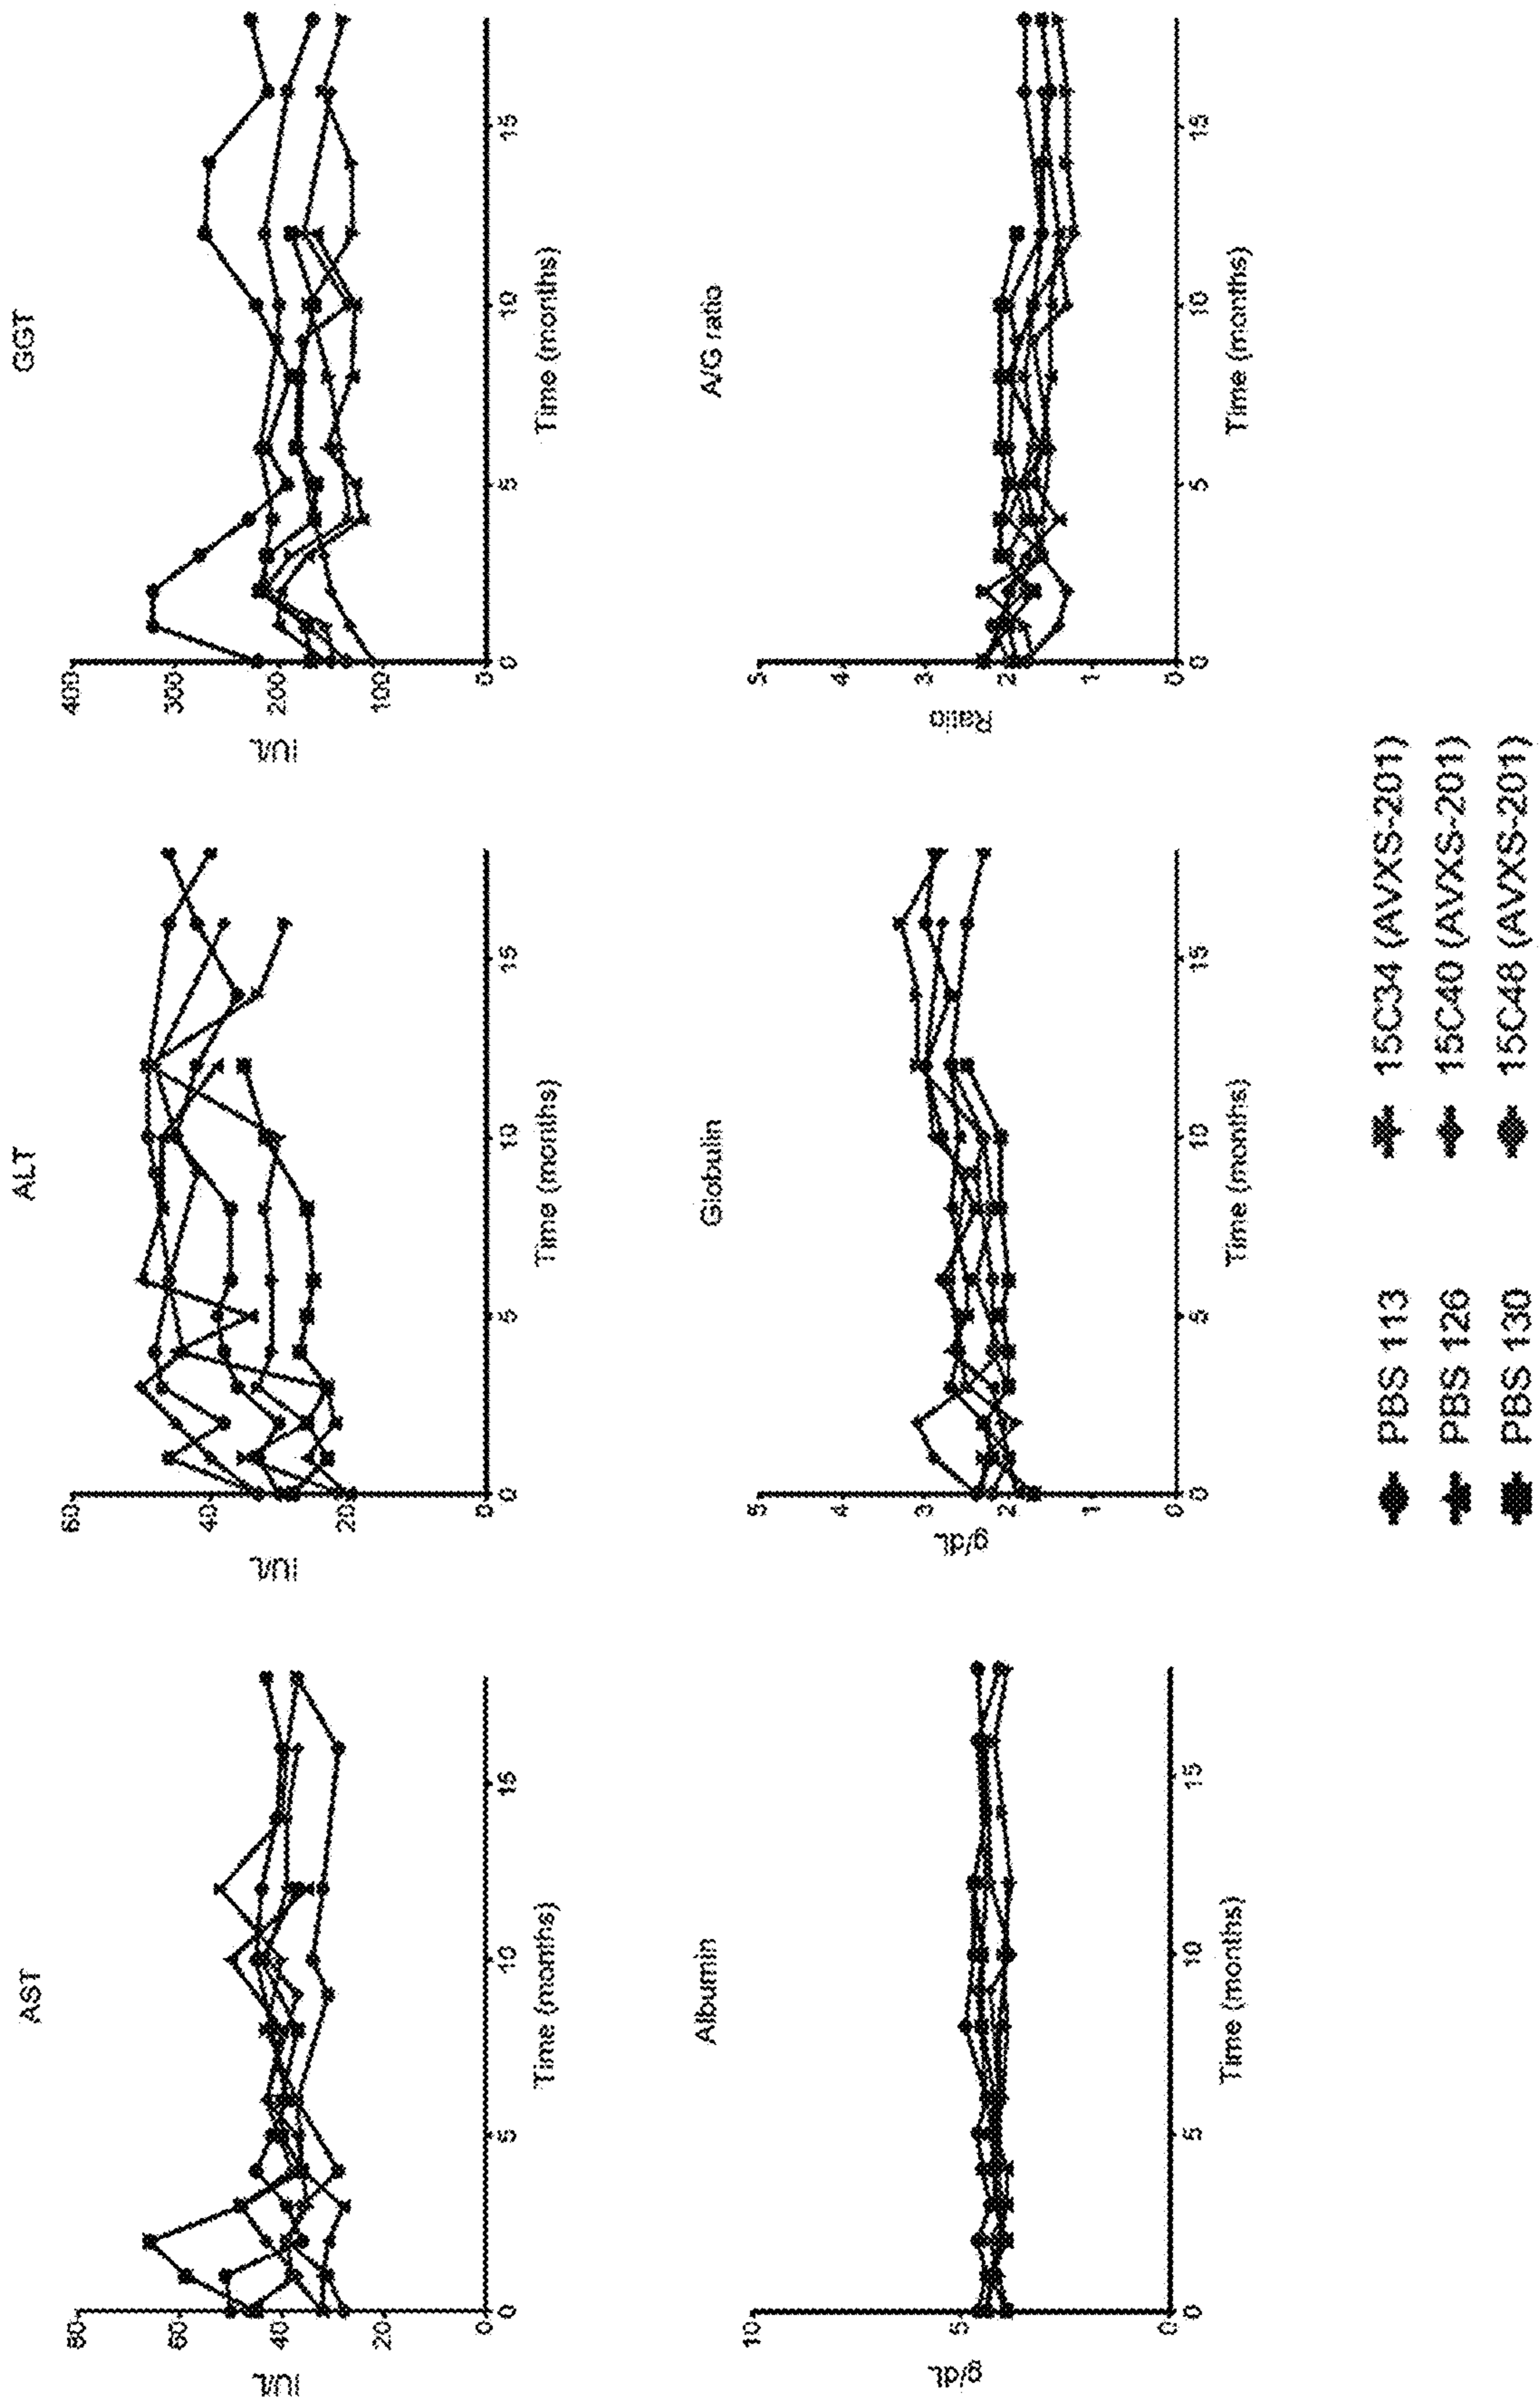 AST
ALT
GGT
80
60
40
20
0
IU/L
0
5
10
15
Time (months)
60
40
20
0
IU/L
0
5
10
15
Time (months)
400
300
200
100
0
IU/L
0
5
10
15
Time (months)
Albumin
Globulin
A/G ratio
10
5
0
g/dL
0
5
10
15
Time (months)
5
4
3
2
1
0
g/dL
0
5
10
15
Time (months)
5
4
3
2
1
0
Ratio
0
5
10
15
Time (months)
PBS 113
15C34 (AVXS-201)
PBS 126
15C40 (AVXS-201)
PBS 130
15C48 (AVXS-201)